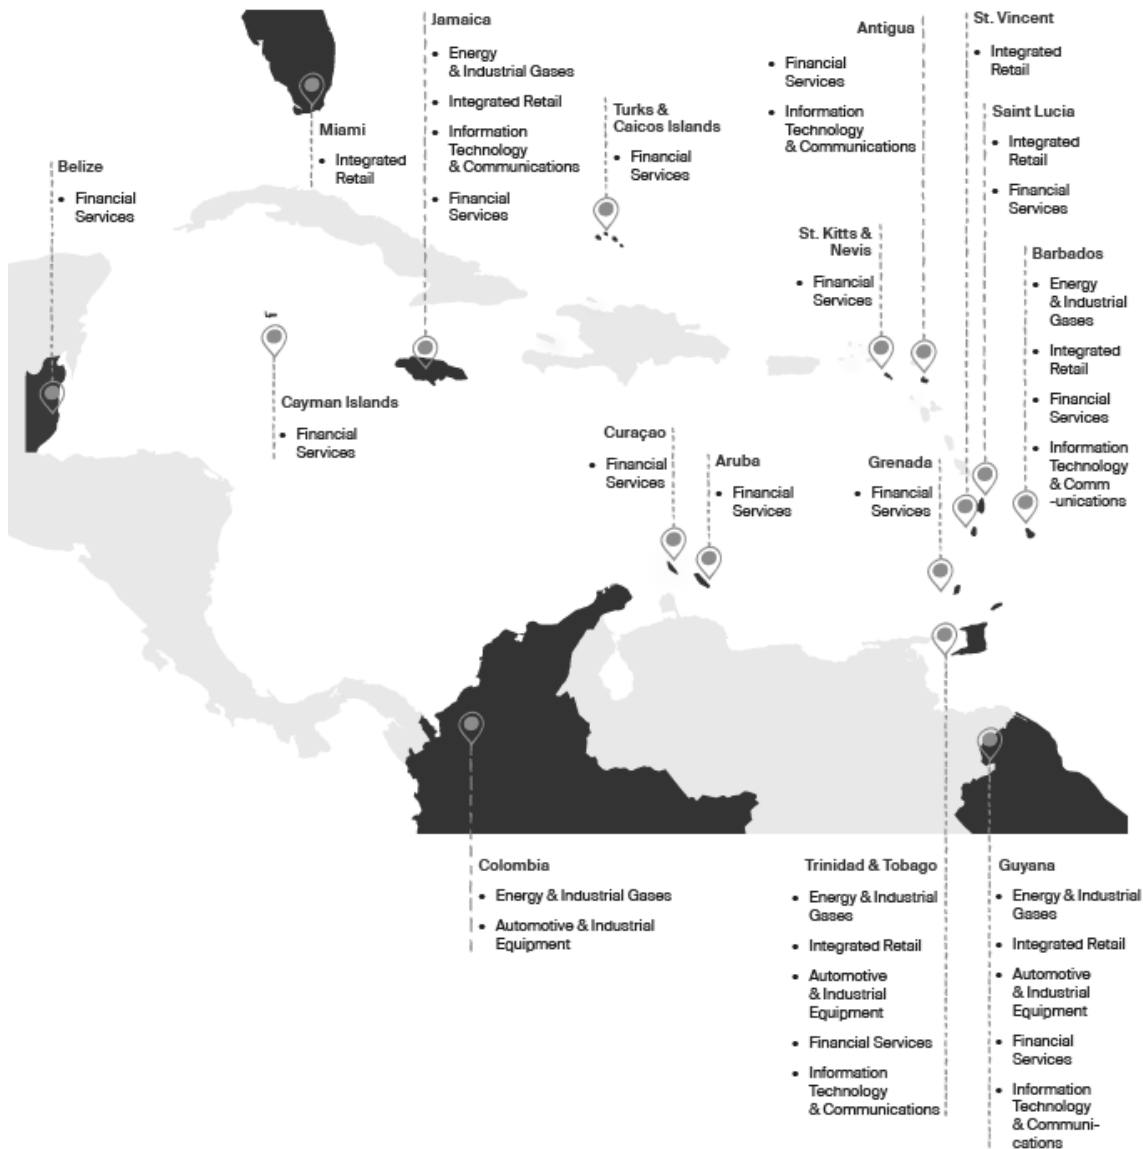 Jamaica
• Energy
& Industrial Gases
• Integrated Retail
• Information
Technology
& Communications
• Financial
Services
Miami
• Integrated
Retail
Belize
• Financial
Services
Turks &
Caicos Islands
• Financial
Services
Antigua
• Financial
Services
• Information
Technology
& Communications
St. Vincent
• Integrated
Retail
Saint Lucia
• Integrated
Retail
• Financial
Services
St. Kitts &
Nevis
• Financial
Services
Barbados
• Energy
& Industrial
Gases
• Integrated
Retail
• Financial
Services
• Information
Technology
& Comm
-unications
Cayman Islands
• Financial
Services
Curaçao
• Financial
Services
Aruba
• Financial
Services
Grenada
• Financial
Services
Colombia
• Energy & Industrial Gases
• Automotive & Industrial
Equipment
Trinidad & Tobago
• Energy & Industrial
Gases
• Integrated Retail
• Automotive
& Industrial
Equipment
• Financial Services
• Information
Technology
& Communications
Guyana
• Energy & Industrial
Gases
• Integrated Retail
• Automotive
& Industrial
Equipment
• Financial
Services
• Information
Technology
& Communi-
cations